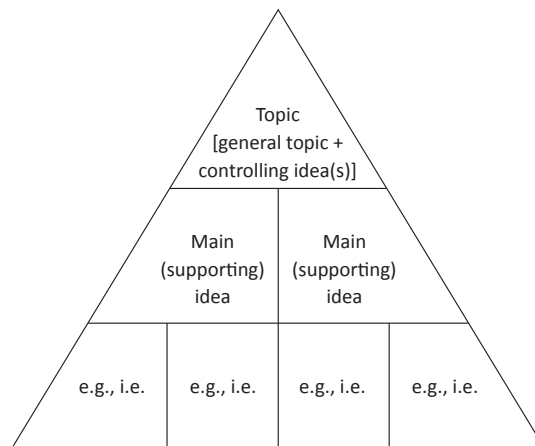 Topic
[general topic +
controlling idea(s)]
Main
(supporting)
idea
Main
(supporting)
idea
e.g., i.e.
e.g., i.e.
e.g., i.e.
e.g., i.e.